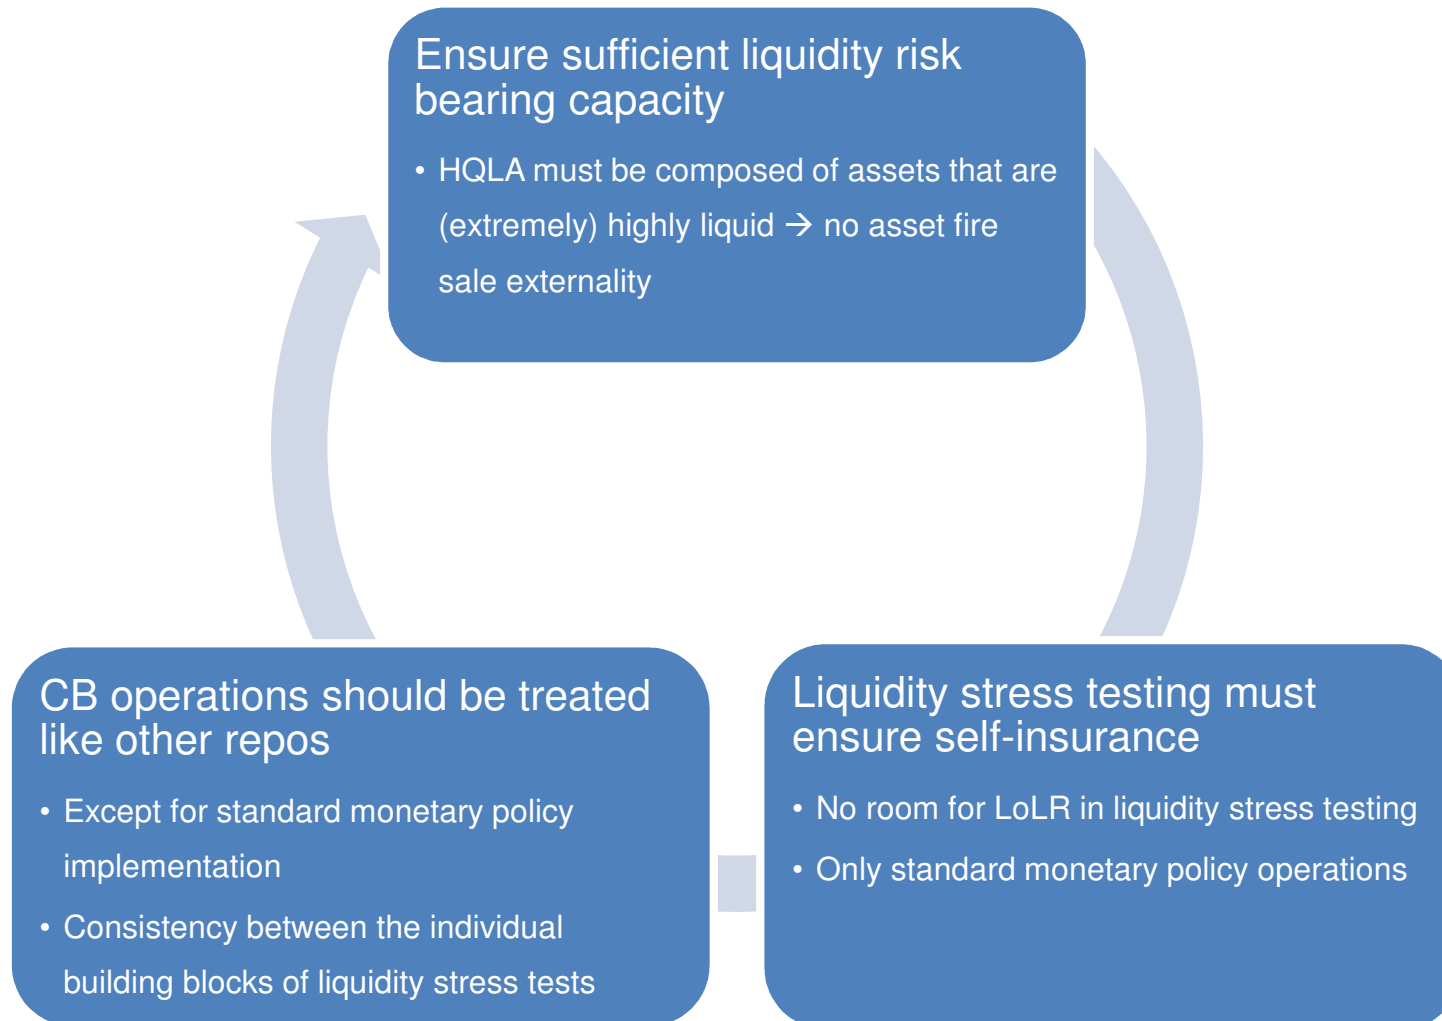 Ensure sufficient liquidity risk
bearing capacity
• HQLA must be composed of assets that are
(extremely) highly liquid → no asset fire
sale externality
CB operations should be treated
like other repos
• Except for standard monetary policy
implementation
• Consistency between the individual
building blocks of liquidity stress tests
Liquidity stress testing must
ensure self-insurance
• No room for LoLR in liquidity stress testing
• Only standard monetary policy operations